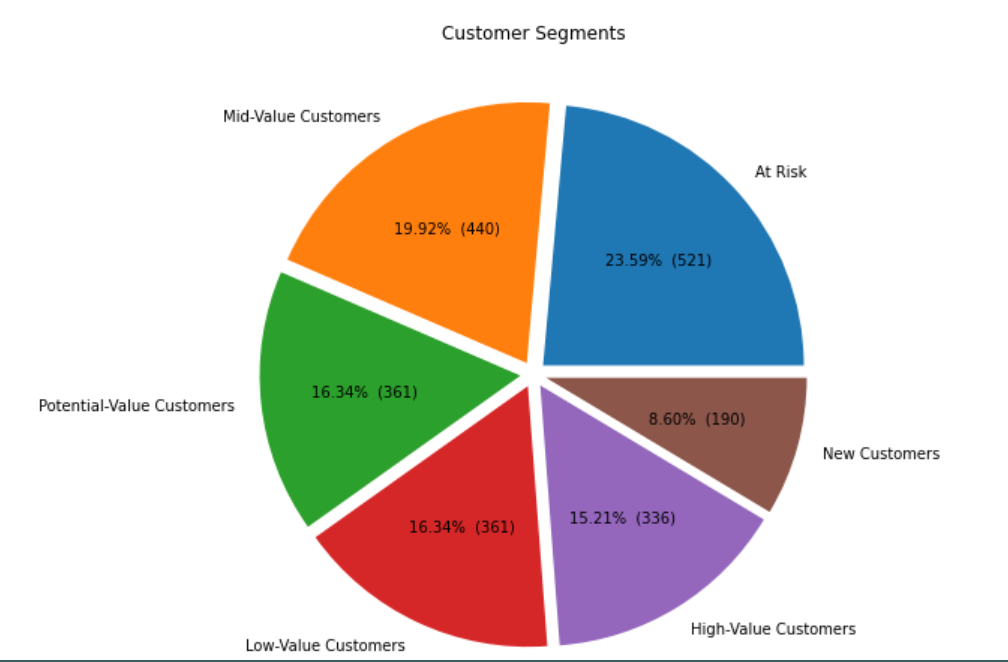 Customer Segments
Mid-Value Customers
At Risk
19.92% (440)
23.59% (521)
16.34% (361)
Potential-Value Customers
8.60% (190)
New Customers
16.34% (361)
15.21% (336)
High-Value Customers
Low-Value Customers